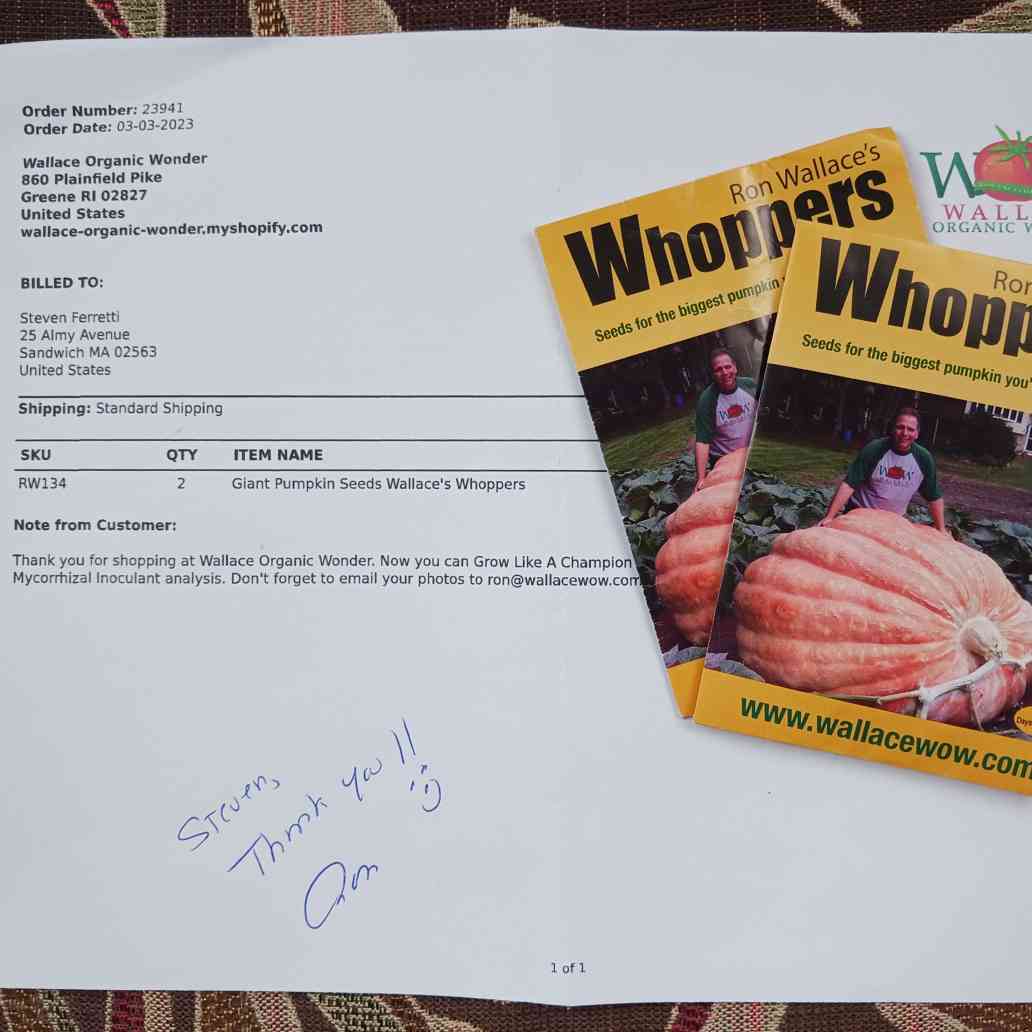 Order Number: 23941
Order Date: 03-03-2023
Wallace Organic Wonder
860 Plainfield Pike
Greene RI 02827
United States
wallace-organic-wonder.myshopify.com
BILLED TO:
Steven Ferretti
25 Almy Avenue
Sandwich MA 02563
United States
Shipping: Standard Shipping
SKU QTY ITEM NAME
RW134 2 Giant Pumpkin Seeds Wallace's Whoppers
Note from Customer:
Thank you for shopping at Wallace Organic Wonder. Now you can Grow Like A Champion
Mycorrhizal Inoculant analysis. Don't forget to email your photos to ron@wallacewow.com
Steven,
Thank you!!
Ron
1 of 1
Ron Wallace's
Whoppers
Seeds for the biggest pumpkin
WOW
Ron
Whopp
Seeds for the biggest pumpkin you'
WOW
www.wallacewow.com
Days
W
WALL
ORGANIC W